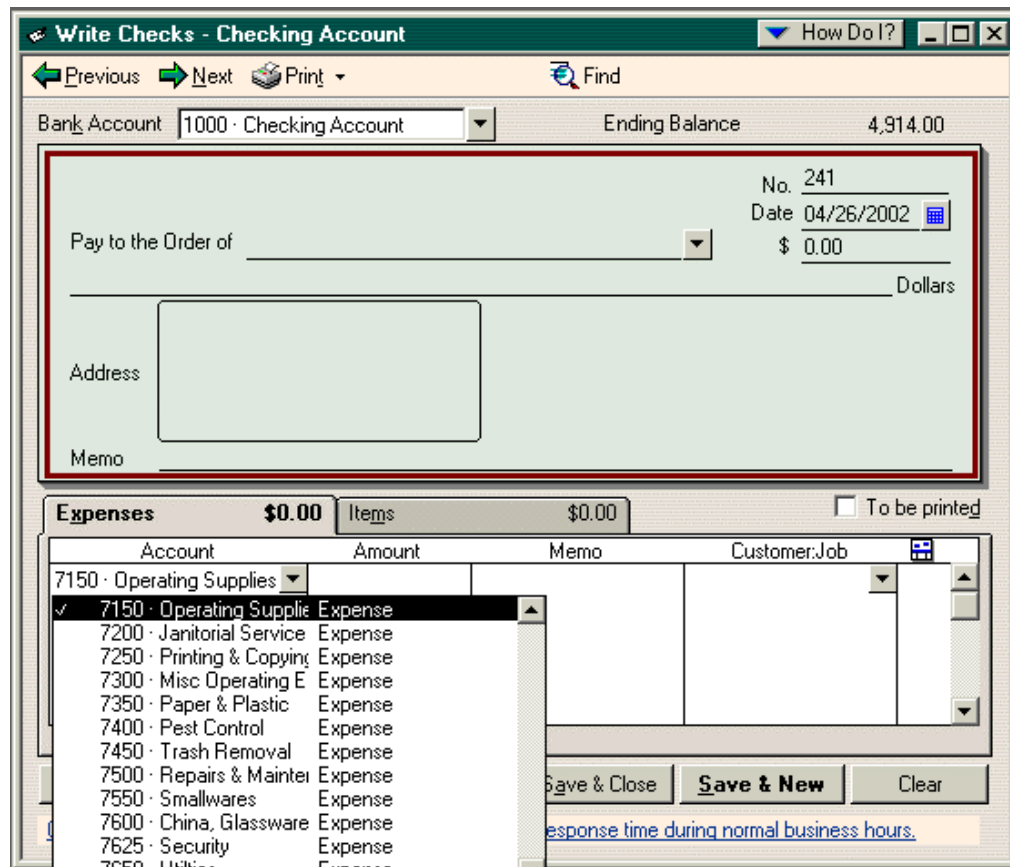 Write Checks - Checking Account How Do I?
Previous Next Print Find
Bank Account 1000 · Checking Account Ending Balance 4,914.00
No. 241
Date 04/26/2002
Pay to the Order of $ 0.00
Dollars
Address
Memo
Expenses $0.00 Items $0.00 To be printed
Account Amount Memo Customer:Job
7150 · Operating Supplies
✓ 7150 · Operating Supplie Expense
7200 · Janitorial Service Expense
7250 · Printing & Copying Expense
7300 · Misc Operating E Expense
7350 · Paper & Plastic Expense
7400 · Pest Control Expense
7450 · Trash Removal Expense
7500 · Repairs & Mainten Expense
7550 · Smallwares Expense
Save & Close Save & New Clear
7600 · China, Glassware Expense
7625 · Security Expense
esponse time during normal business hours.
7650 · Utilities Expense